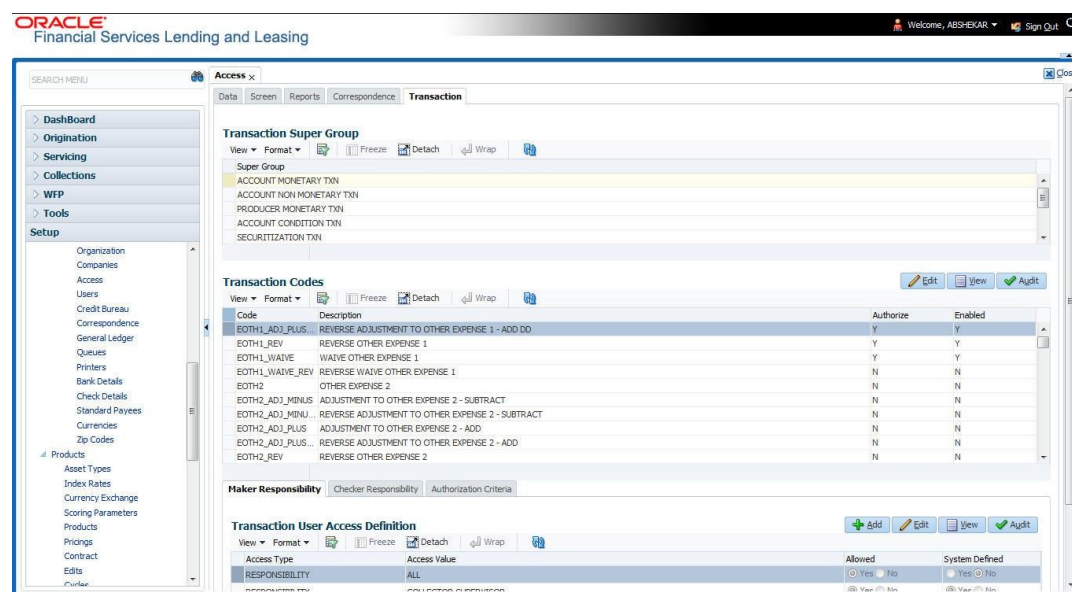 ORACLE
Financial Services Lending and Leasing
Welcome, ABSHEKAR
Sign Out
SEARCH MENU
Access x
Data Screen Reports Correspondence Transaction
DashBoard
Origination
Servicing
Collections
WFP
Tools
Setup
Organization
Companies
Access
Users
Credit Bureau
Correspondence
General Ledger
Queues
Printers
Bank Details
Check Details
Standard Payees
Currencies
Zip Codes
Products
Asset Types
Index Rates
Currency Exchange
Scoring Parameters
Products
Pricings
Contract
Edits
Cycles
Clos
Transaction Super Group
View Format Freeze Detach Wrap
Super Group
ACCOUNT MONETARY TXN
ACCOUNT NON MONETARY TXN
PRODUCER MONETARY TXN
ACCOUNT CONDITION TXN
SECURITIZATION TXN
Transaction Codes
Edit View Audit
View Format Freeze Detach Wrap
Code Description Authorize Enabled
EOTH1_ADJ_PLUS... REVERSE ADJUSTMENT TO OTHER EXPENSE 1 - ADD DD Y Y
EOTH1_REV REVERSE OTHER EXPENSE 1 Y Y
EOTH1_WAIVE WAIVE OTHER EXPENSE 1 Y Y
EOTH1_WAIVE_REV REVERSE WAIVE OTHER EXPENSE 1 N N
EOTH2 OTHER EXPENSE 2 N N
EOTH2_ADJ_MINUS ADJUSTMENT TO OTHER EXPENSE 2 - SUBTRACT N N
EOTH2_ADJ_MINU... REVERSE ADJUSTMENT TO OTHER EXPENSE 2 - SUBTRACT N N
EOTH2_ADJ_PLUS ADJUSTMENT TO OTHER EXPENSE 2 - ADD N N
EOTH2_ADJ_PLUS... REVERSE ADJUSTMENT TO OTHER EXPENSE 2 - ADD N N
EOTH2_REV REVERSE OTHER EXPENSE 2 N N
Maker Responsibility Checker Responsibility Authorization Criteria
Transaction User Access Definition
Add Edit View Audit
View Format Freeze Detach Wrap
Access Type Access Value Allowed System Defined
RESPONSIBILITY ALL Yes No Yes No
RESPONSIBILITY COLLECTOR SUPERVISOR Yes No Yes No